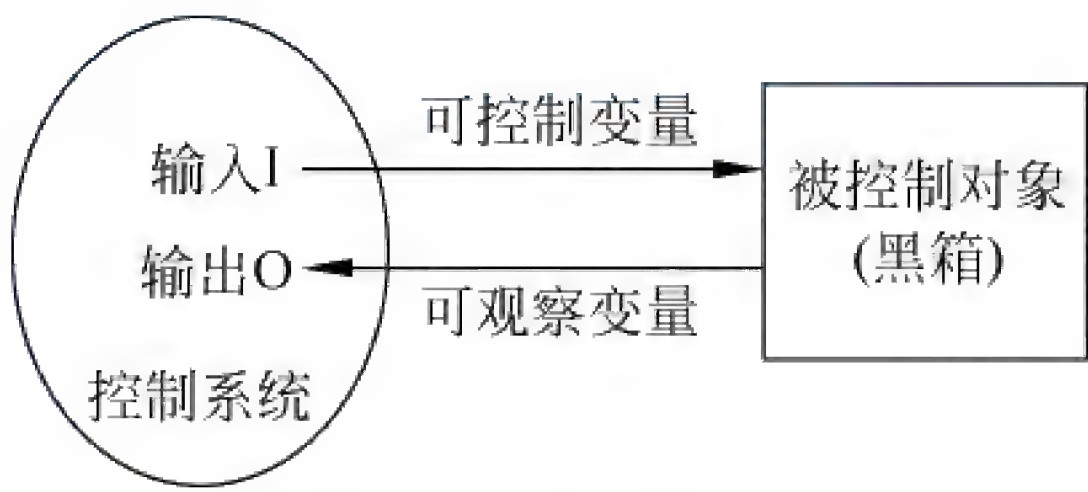 可控制变量
输入I
被控制对象
(黑箱)
输出O
可观察变量
控制系统